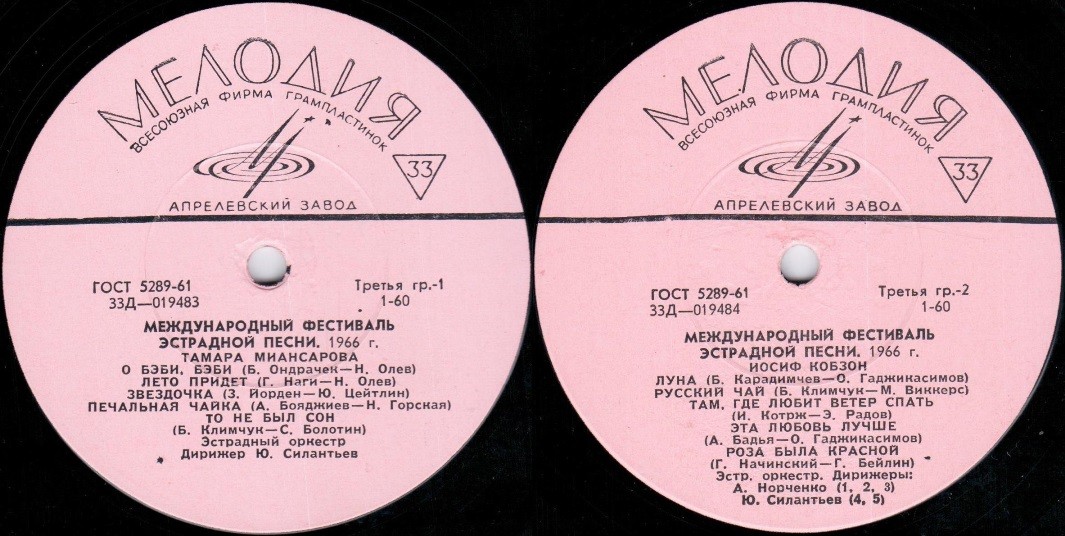 МЕЛОДИЯ
ВСЕСОЮЗНАЯ ФИРМА ГРАМПЛАСТИНОК
33
АПРЕЛЕВСКИЙ ЗАВОД
ГОСТ 5289-61
Третья гр.-1
33Д—019483
1-60
МЕЖДУНАРОДНЫЙ ФЕСТИВАЛЬ
ЭСТРАДНОЙ ПЕСНИ. 1966 г.
ТАМАРА МИАНСАРОВА
О БЭБИ, БЭБИ (Б. Ондрачек—Н. Олев)
ЛЕТО ПРИДЕТ (Г. Наги—Н. Олев)
ЗВЕЗДОЧКА (З. Йорден—Ю. Цейтлин)
ПЕЧАЛЬНАЯ ЧАЙКА (А. Бояджиев—Н. Горская)
ТО НЕ БЫЛ СОН
(Б. Климчук—С. Болотин)
Эстрадный оркестр
Дирижер Ю. Силантьев
МЕЛОДИЯ
ВСЕСОЮЗНАЯ ФИРМА ГРАМПЛАСТИНОК
33
АПРЕЛЕВСКИЙ ЗАВОД
ГОСТ 5289-61
Третья гр.-2
33Д—019484
1-60
МЕЖДУНАРОДНЫЙ ФЕСТИВАЛЬ
ЭСТРАДНОЙ ПЕСНИ. 1966 г.
ИОСИФ КОБЗОН
ЛУНА (Б. Карадимчев—О. Гаджикасимов)
РУССКИЙ ЧАЙ (Б. Климчук—М. Виккерс)
ТАМ, ГДЕ ЛЮБИТ ВЕТЕР СПАТЬ
(И. Котрж—Э. Радов)
ЭТА ЛЮБОВЬ ЛУЧШЕ
(А. Бадья—О. Гаджикасимов)
РОЗА БЫЛА КРАСНОЙ
(Г. Начинский—Г. Бейлин)
Эстр. оркестр. Дирижеры:
А. Норченко (1, 2, 3)
Ю. Силантьев (4, 5)